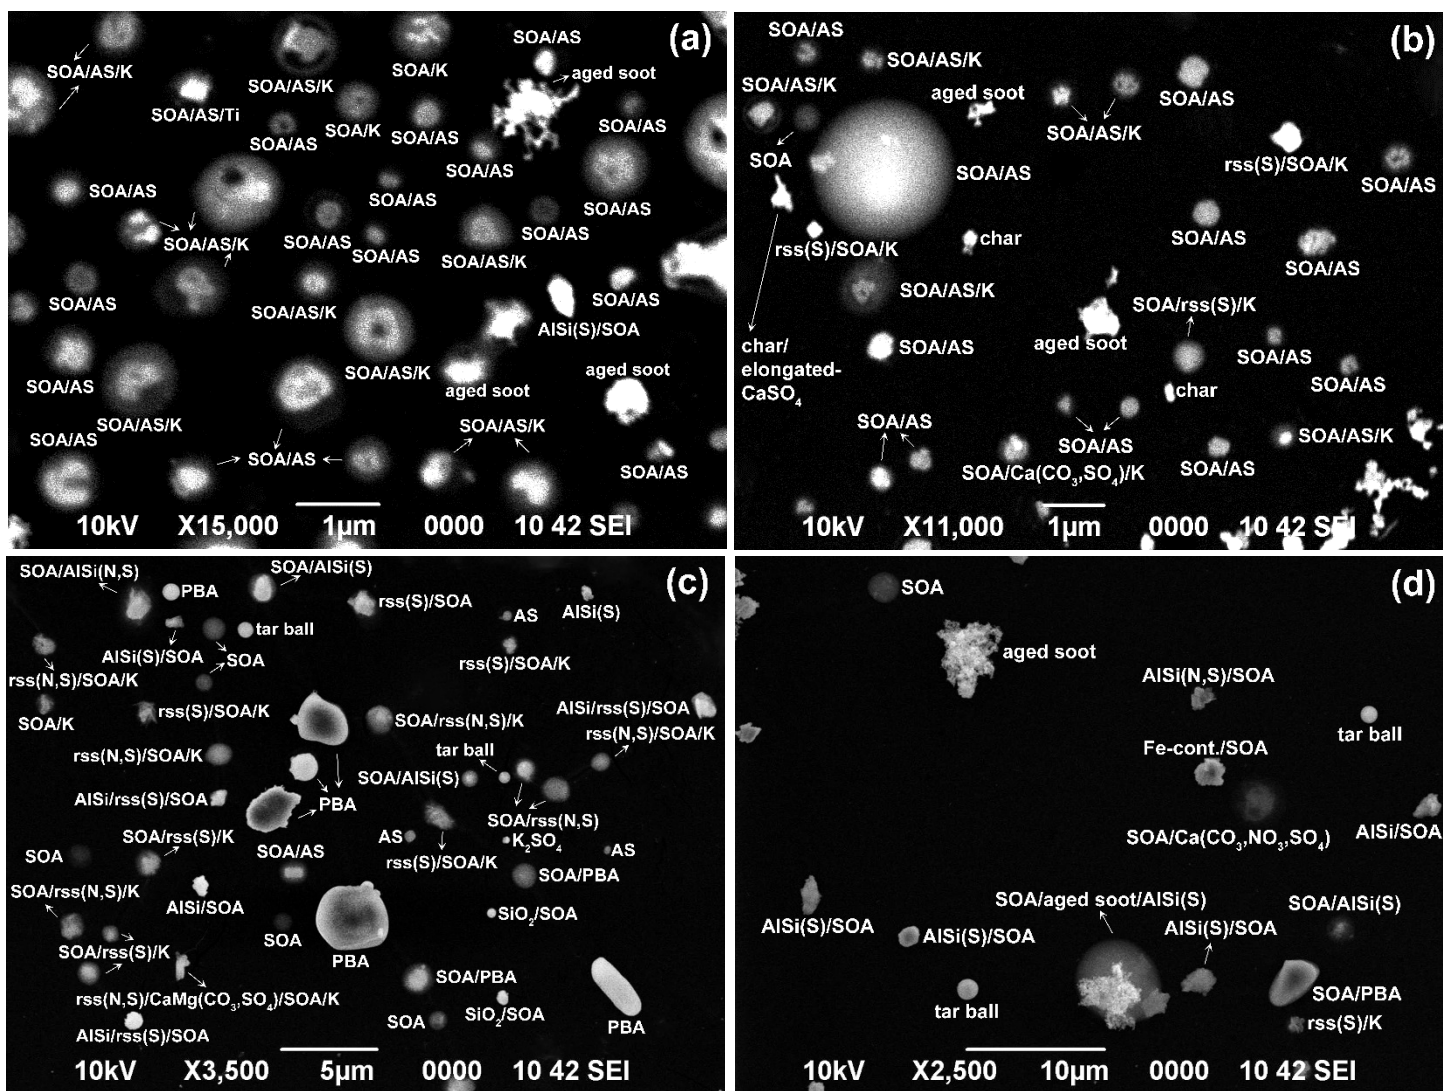 (a)
SOA/AS
SOA/AS/K
SOA/AS/K
SOA/K
aged soot
SOA/AS/Ti
SOA/K
SOA/AS
SOA/AS
SOA/AS
SOA/AS
SOA/AS
SOA/AS
SOA/AS
SOA/AS
SOA/AS/K
SOA/AS
SOA/AS
SOA/AS/K
SOA/AS
SOA/AS
SOA/AS
SOA/AS/K
AlSi(S)/SOA
SOA/AS/K
aged soot
SOA/AS
aged soot
SOA/AS/K
SOA/AS/K
SOA/AS
SOA/AS
SOA/AS
10kV X15,000 1µm 0000 10 42 SEI
(b)
SOA/AS
SOA/AS/K
SOA/AS/K
aged soot
SOA/AS
SOA/AS/K
SOA
rss(S)/SOA/K
SOA/AS
SOA/AS
SOA/AS
char
rss(S)/SOA/K
SOA/AS
SOA/AS/K
SOA/rss(S)/K
char/
elongated-
CaSO₄
SOA/AS
aged soot
SOA/AS
SOA/AS
char
SOA/AS
SOA/AS
SOA/AS/K
SOA/Ca(CO₃,SO₄)/K
SOA/AS
10kV X11,000 1µm 0000 10 42 SEI
(c)
SOA/AlSi(N,S)
SOA/AlSi(S)
PBA
rss(S)/SOA
AlSi(S)
AS
tar ball
AlSi(S)/SOA
SOA
rss(S)/SOA/K
rss(N,S)/SOA/K
SOA/K
rss(S)/SOA/K
SOA/rss(N,S)/K
AlSi/rss(S)/SOA
rss(N,S)/SOA/K
rss(N,S)/SOA/K
tar ball
SOA/AlSi(S)
AlSi/rss(S)/SOA
PBA
SOA/rss(N,S)
SOA/rss(S)/K
AS
K₂SO₄
SOA
SOA/AS
rss(S)/SOA/K
AS
SOA/PBA
SOA/rss(N,S)/K
AlSi/SOA
SiO₂/SOA
SOA
SOA/rss(S)/K
PBA
SOA/PBA
rss(N,S)/CaMg(CO₃,SO₄)/SOA/K
SOA
SiO₂/SOA
PBA
AlSi/rss(S)/SOA
10kV X3,500 5µm 0000 10 42 SEI
(d)
SOA
aged soot
AlSi(N,S)/SOA
tar ball
Fe-cont./SOA
SOA/Ca(CO₃,NO₃,SO₄)
AlSi/SOA
SOA/aged soot/AlSi(S)
SOA/AlSi(S)
AlSi(S)/SOA
AlSi(S)/SOA
AlSi(S)/SOA
SOA/PBA
tar ball
rss(S)/K
10kV X2,500 10µm 0000 10 42 SEI